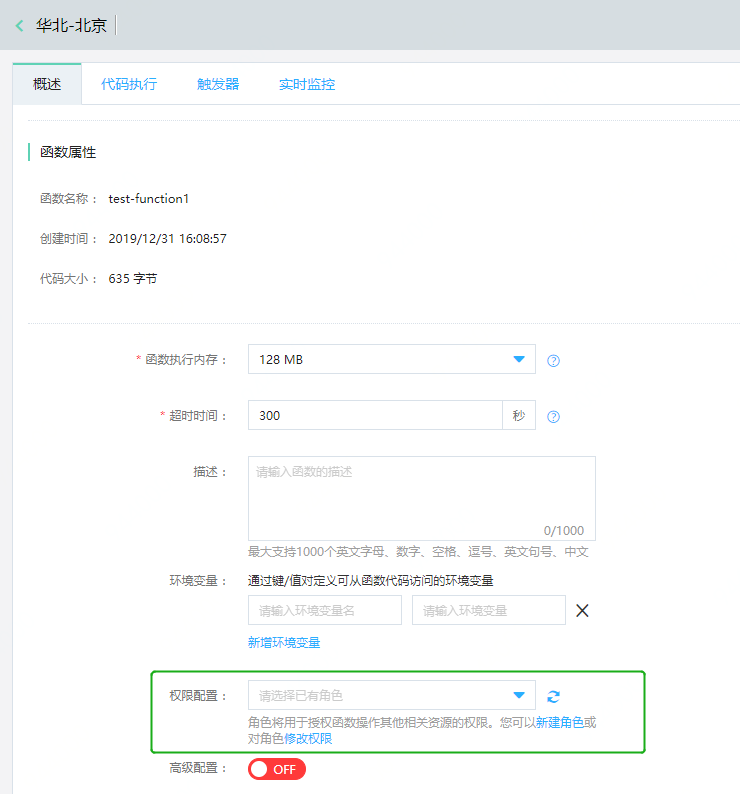 华北-北京
概述 代码执行 触发器 实时监控
函数属性
函数名称： test-function1
创建时间： 2019/12/31 16:08:57
代码大小： 635 字节
* 函数执行内存： 128 MB
* 超时时间： 300 秒
描述： 请输入函数的描述
0/1000
最大支持1000个英文字母、数字、空格、逗号、英文句号、中文
环境变量： 通过键/值对定义可从函数代码访问的环境变量
请输入环境变量名 请输入环境变量
新增环境变量
权限配置： 请选择已有角色
角色将用于授权函数操作其他相关资源的权限。您可以新建角色或
对角色修改权限
高级配置： OFF